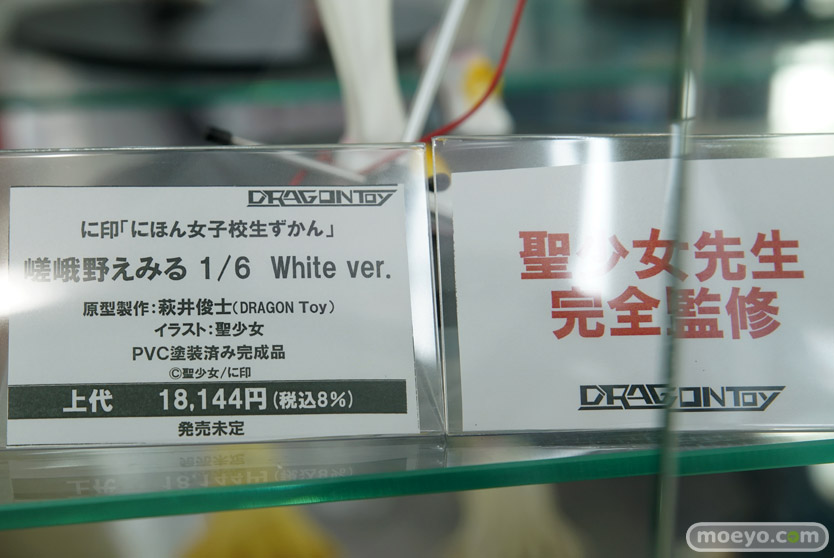 DRAGON Toy
に印「にほん女子校生ずかん」
嵯峨野えみる 1/6 White ver.
原型製作：萩井俊士（DRAGON Toy）
イラスト：聖少女
PVC塗装済み完成品
©聖少女/に印
上代 18,144円（税込8%）
発売未定
聖少女先生
完全監修
DRAGON Toy
moeyo.com